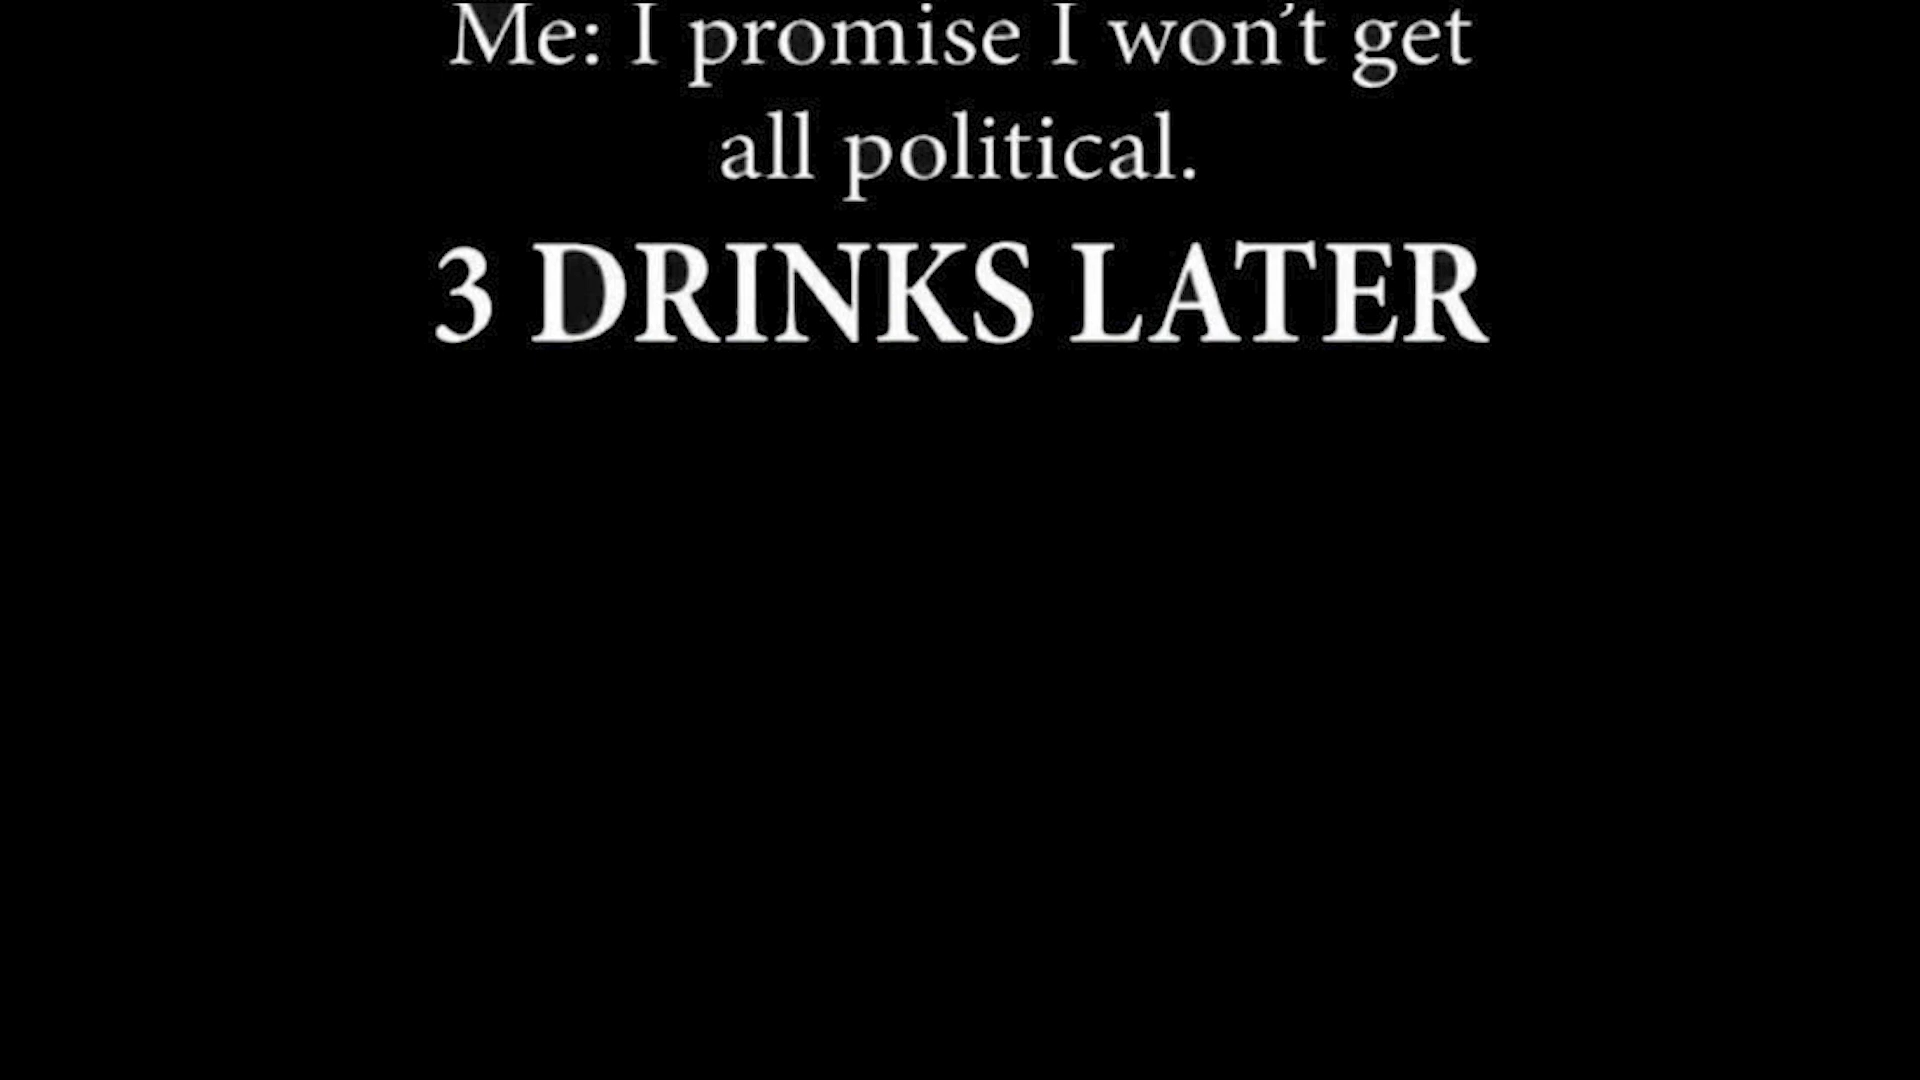 Me: I promise I won’t get
all political.
3 DRINKS LATER